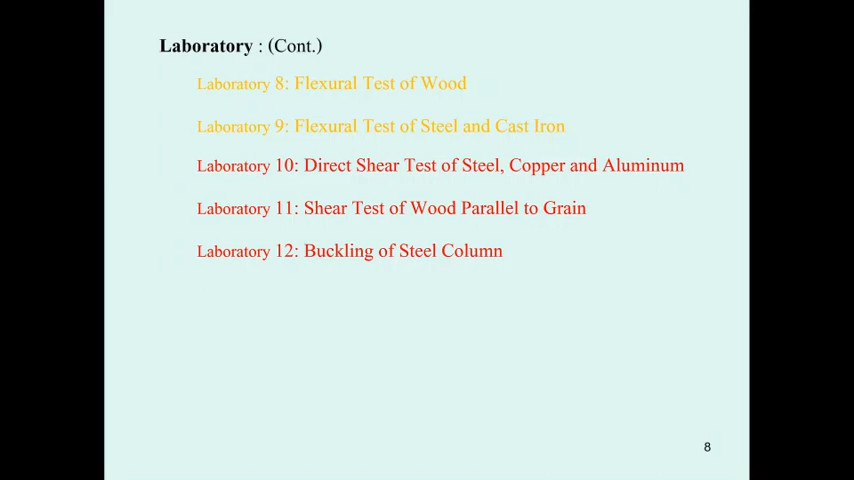 Laboratory : (Cont.)
Laboratory 8: Flexural Test of Wood
Laboratory 9: Flexural Test of Steel and Cast Iron
Laboratory 10: Direct Shear Test of Steel, Copper and Aluminum
Laboratory 11: Shear Test of Wood Parallel to Grain
Laboratory 12: Buckling of Steel Column
8